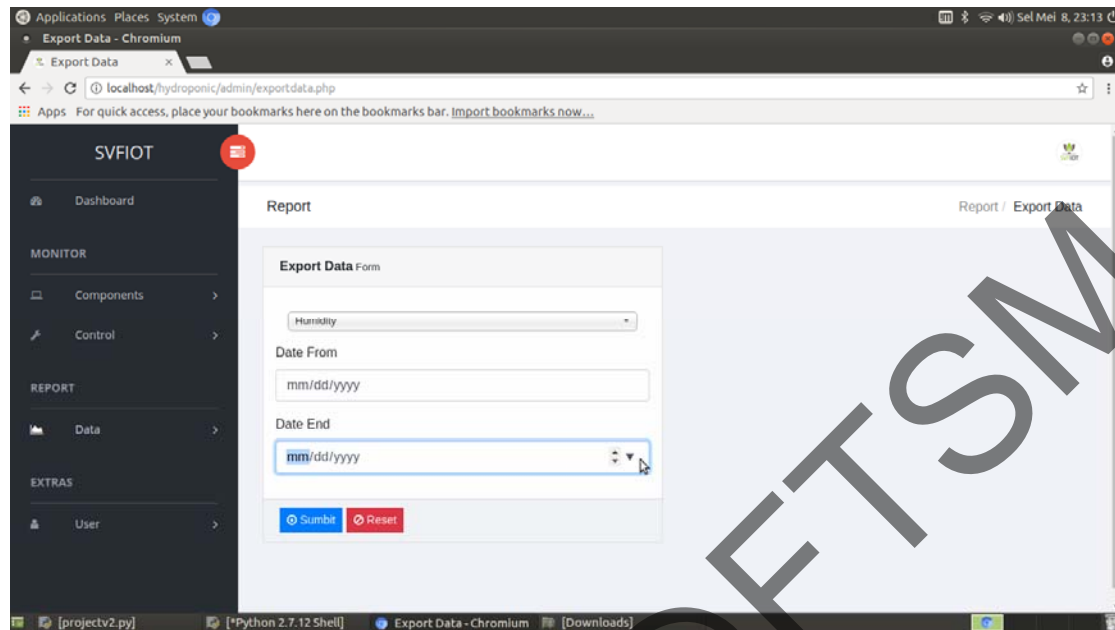 Applications Places System
Sel Mei 8, 23:13
Export Data - Chromium
Export Data ×
localhost/hydroponic/admin/exportdata.php
Apps For quick access, place your bookmarks here on the bookmarks bar. Import bookmarks now...
SVFIOT
Dashboard
Report
Report / Export Data
MONITOR
Export Data Form
Components
Humidity
Control
Date From
mm/dd/yyyy
REPORT
Data
Date End
mm/dd/yyyy
EXTRAS
User
Sumbit
Reset
[projectv2.py]
[*Python 2.7.12 Shell]
Export Data - Chromium
[Downloads]
FTSM